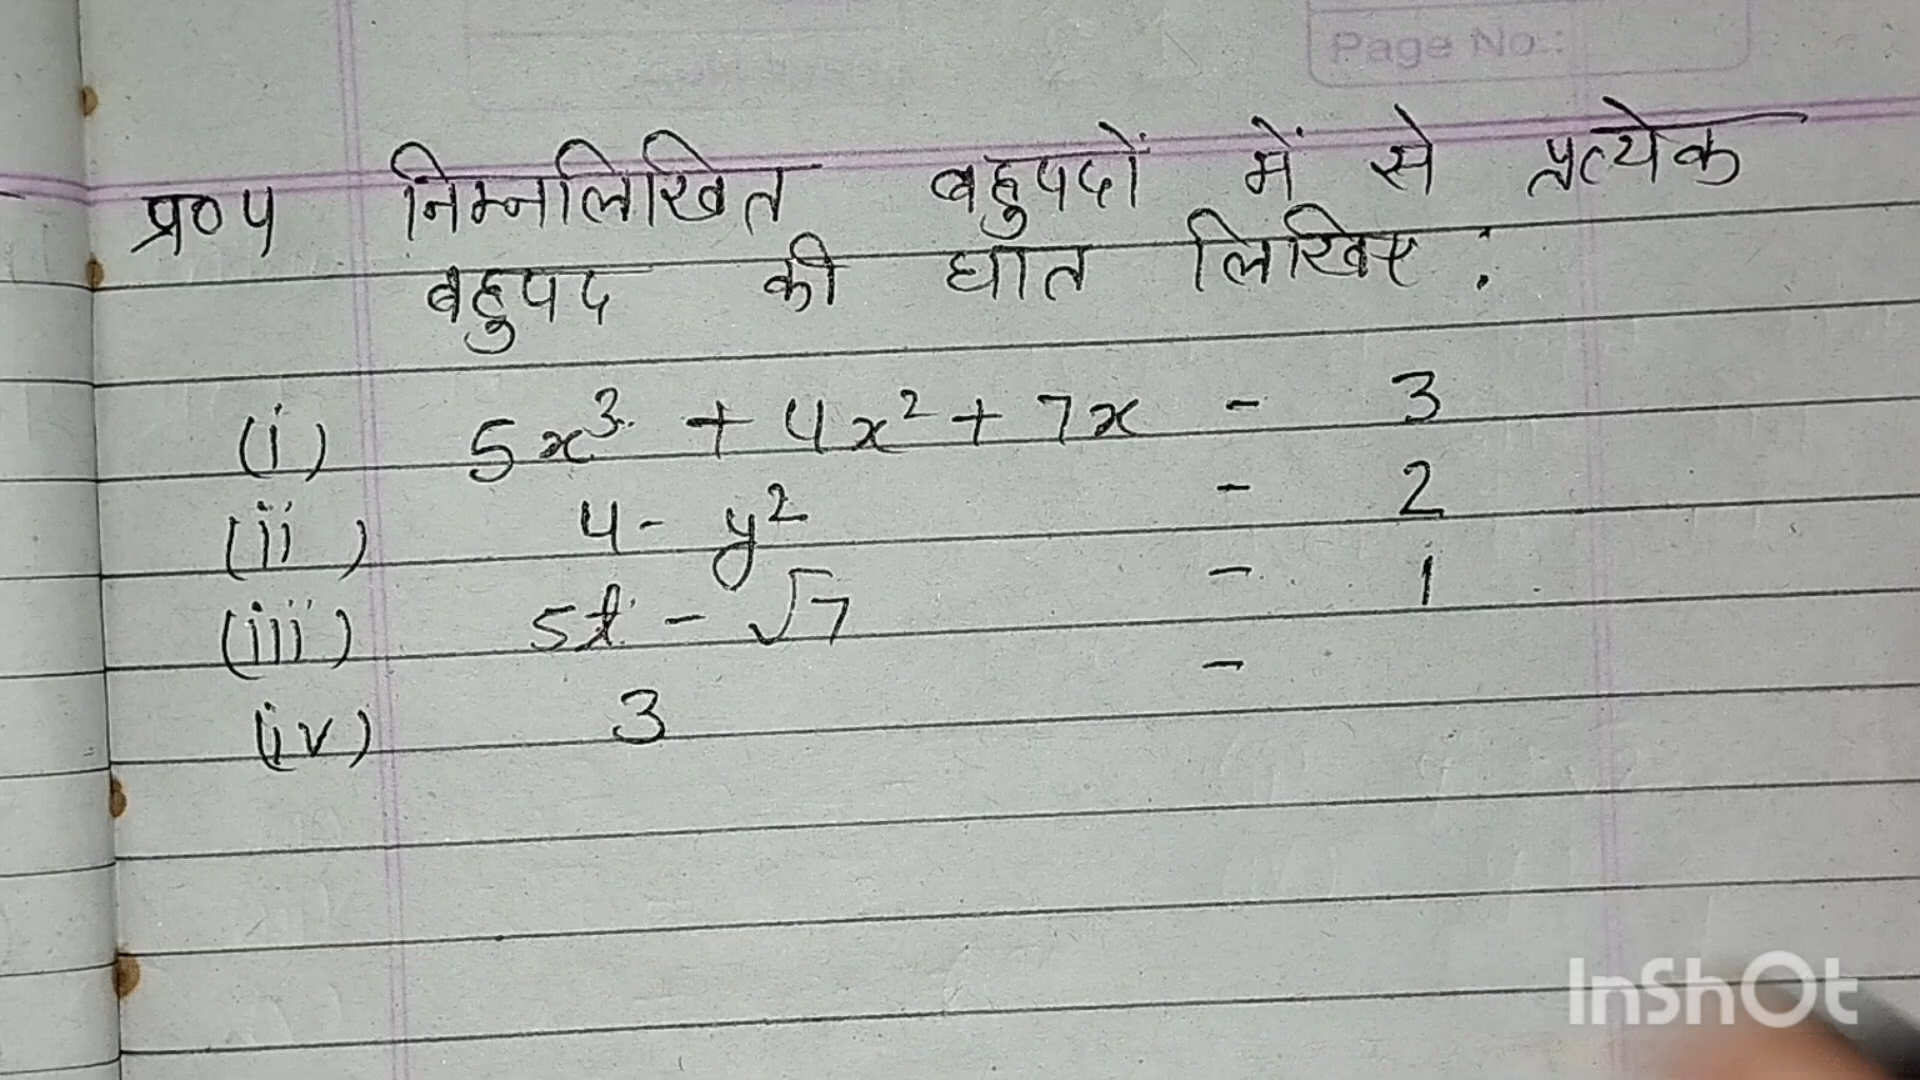 Page No.:
प्र० ५ निम्नलिखित बहुपदों में से प्रत्येक
बहुपद की घात लिखिए :
(i) 5x³ + 4x² + 7x - 3
(ii) 4 - y² - 2
(iii) 5t - √7 - 1
(iv) 3 -
InShOt